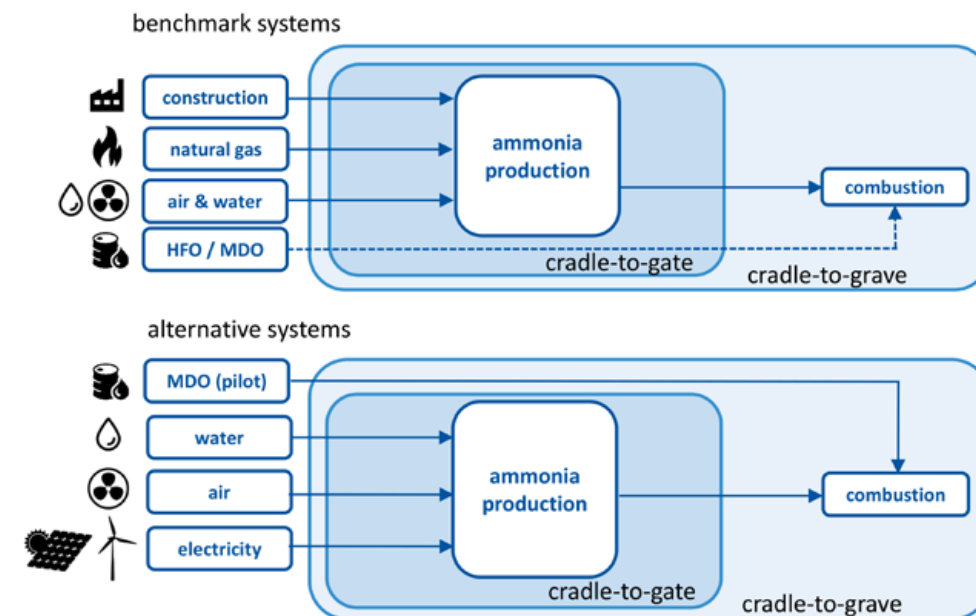 benchmark systems
construction
natural gas
air & water
HFO / MDO
ammonia
production
combustion
cradle-to-gate
cradle-to-grave
alternative systems
MDO (pilot)
water
air
electricity
ammonia
production
combustion
cradle-to-gate
cradle-to-grave